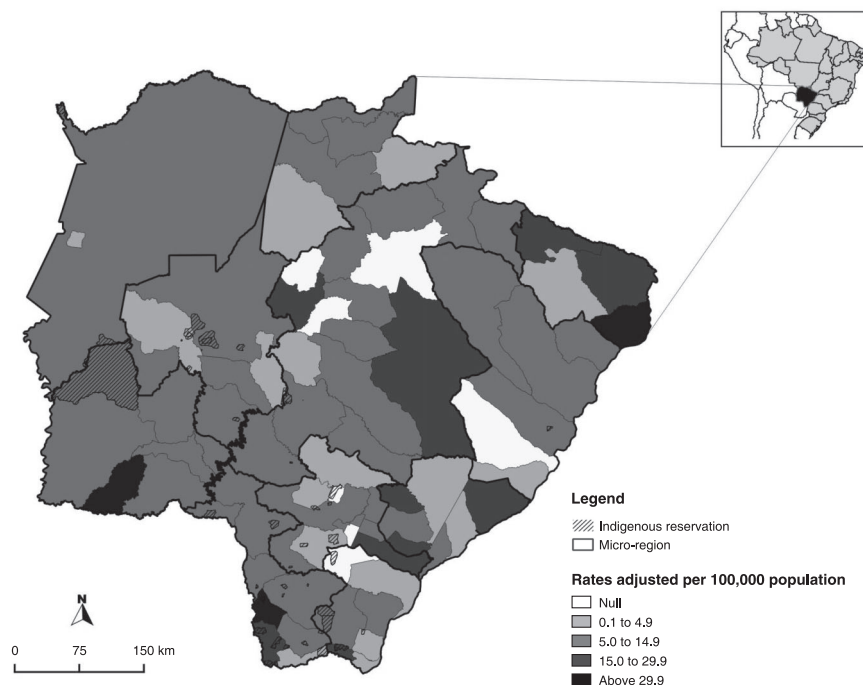 N
0 75 150 km
Legend
Indigenous reservation
Micro-region
Rates adjusted per 100,000 population
Null
0.1 to 4.9
5.0 to 14.9
15.0 to 29.9
Above 29.9